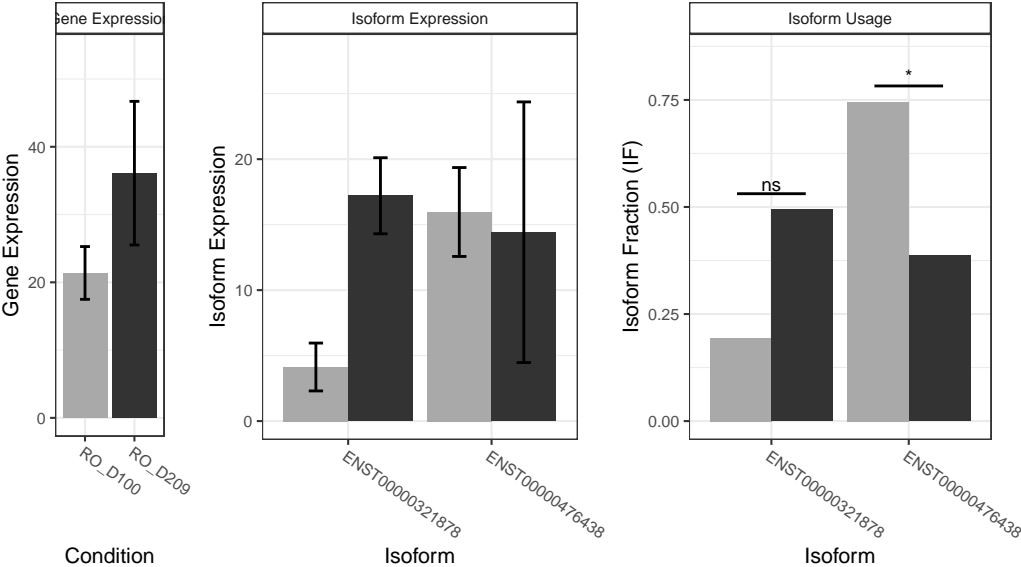 Gene Expression
Isoform Expression
Isoform Usage
Gene Expression
0
20
40
RO_D100
RO_D209
Condition
Isoform Expression
0
10
20
ENST00000321878
ENST00000476438
Isoform
Isoform Fraction (IF)
0.00
0.25
0.50
0.75
ns
*
ENST00000321878
ENST00000476438
Isoform